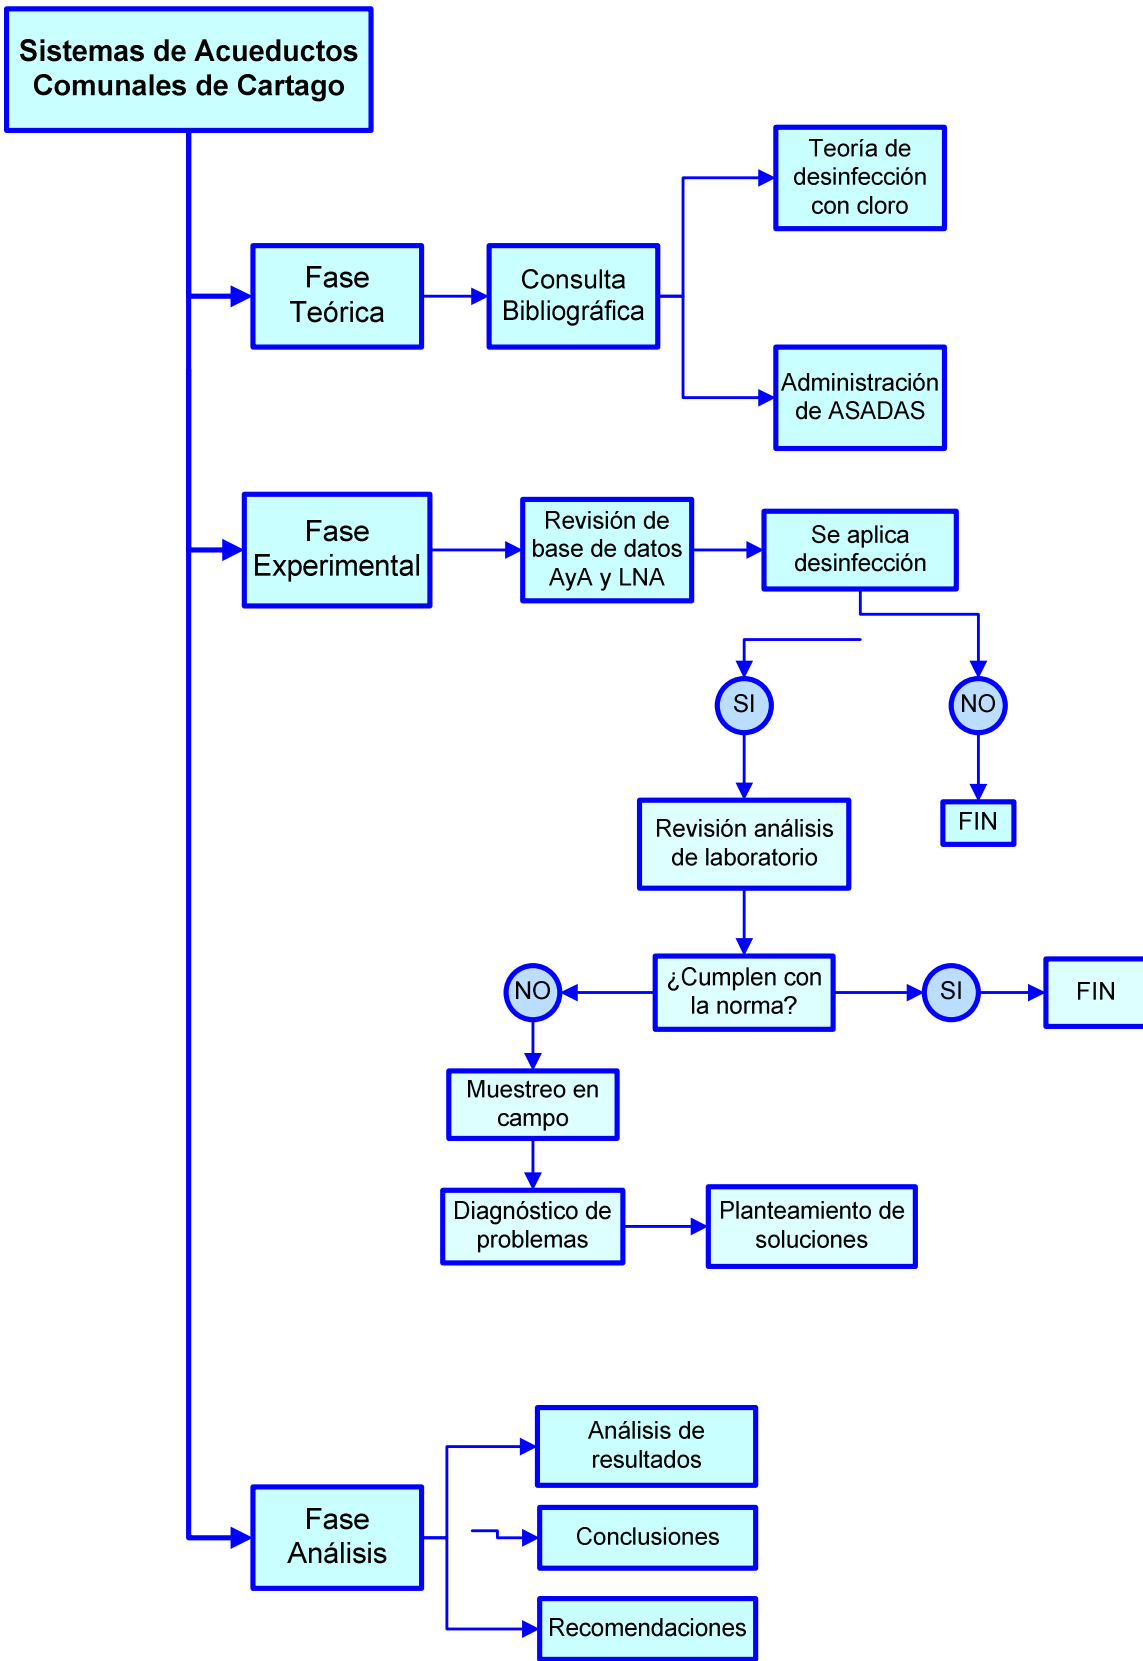 Sistemas de Acueductos
Comunales de Cartago
Teoría de
desinfección
con cloro
Fase
Teórica
Consulta
Bibliográfica
Administración
de ASADAS
Fase
Experimental
Revisión de
base de datos
AyA y LNA
Se aplica
desinfección
SI
NO
Revisión análisis
de laboratorio
FIN
NO
¿Cumplen con
la norma?
SI
FIN
Muestreo en
campo
Diagnóstico de
problemas
Planteamiento de
soluciones
Fase
Análisis
Análisis de
resultados
Conclusiones
Recomendaciones